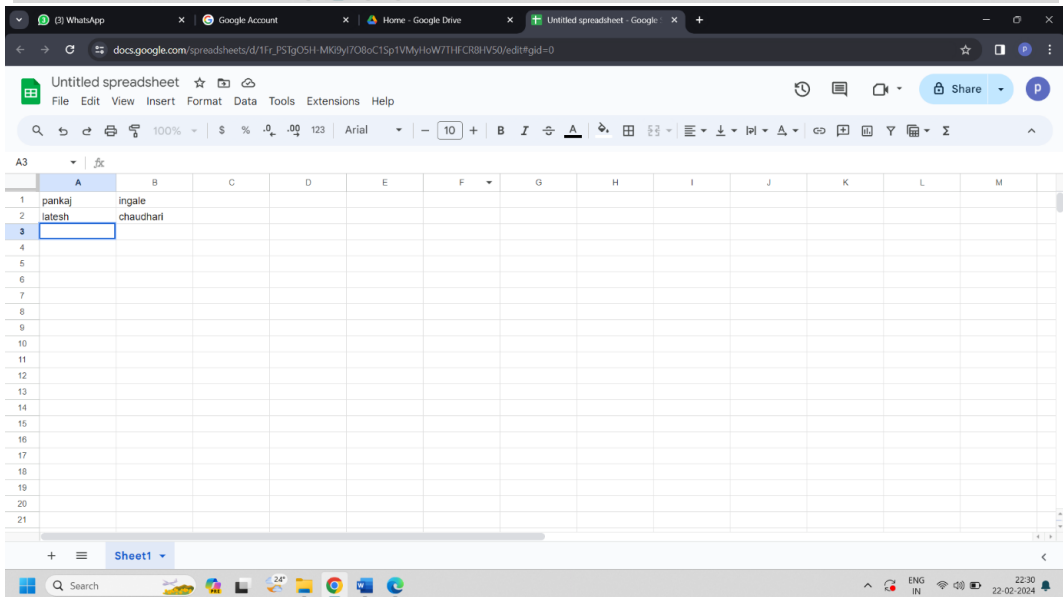 (3) WhatsApp Google Account Home - Google Drive Untitled spreadsheet - Google S
docs.google.com/spreadsheets/d/1Fr_PSTgO5H-MKi9yI7O8oC1Sp1VMyHoW7THFCR8HV50/edit#gid=0
Untitled spreadsheet
File Edit View Insert Format Data Tools Extensions Help
Share
p
100% $ % .0 .00 123 Arial 10 B I A
A3 fx
A B C D E F G H I J K L M
1 pankaj ingale
2 latesh chaudhari
3
4
5
6
7
8
9
10
11
12
13
14
15
16
17
18
19
20
21
Sheet1
Search
24°
ENG
IN
22:30
22-02-2024